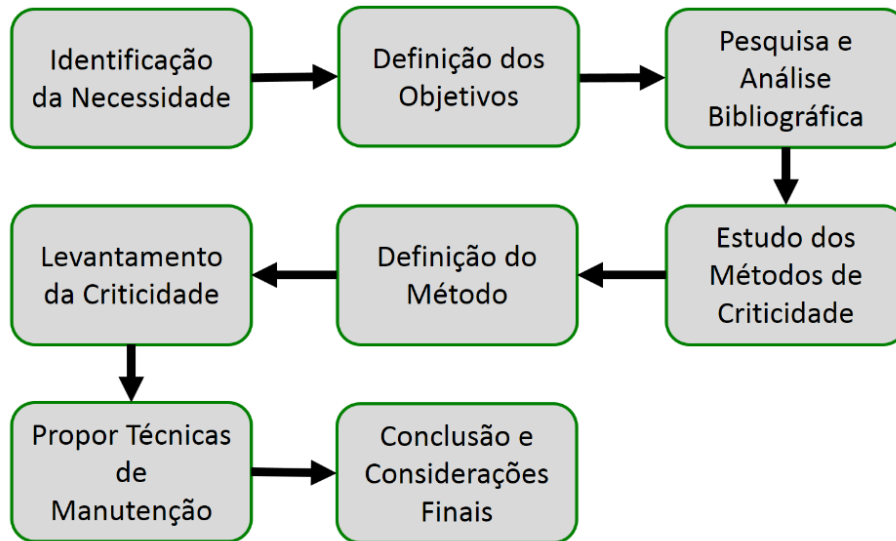 Identificação
da Necessidade
Definição dos
Objetivos
Pesquisa e
Análise
Bibliográfica
Estudo dos
Métodos de
Criticidade
Definição do
Método
Levantamento
da Criticidade
Propor Técnicas
de
Manutenção
Conclusão e
Considerações
Finais